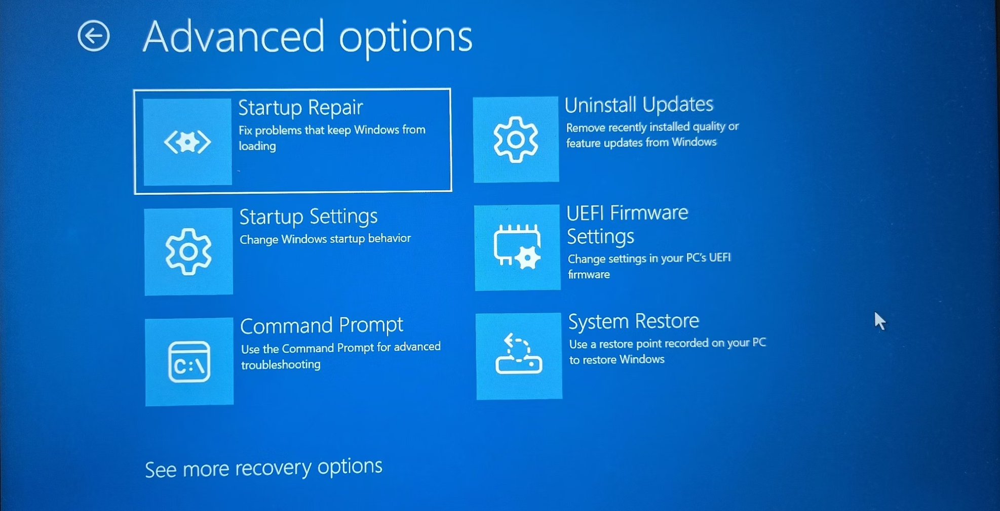 Advanced options
Startup Repair
Fix problems that keep Windows from
loading
Uninstall Updates
Remove recently installed quality or
feature updates from Windows
Startup Settings
Change Windows startup behavior
UEFI Firmware
Settings
Change settings in your PC's UEFI
firmware
Command Prompt
Use the Command Prompt for advanced
troubleshooting
C:\
System Restore
Use a restore point recorded on your PC
to restore Windows
See more recovery options